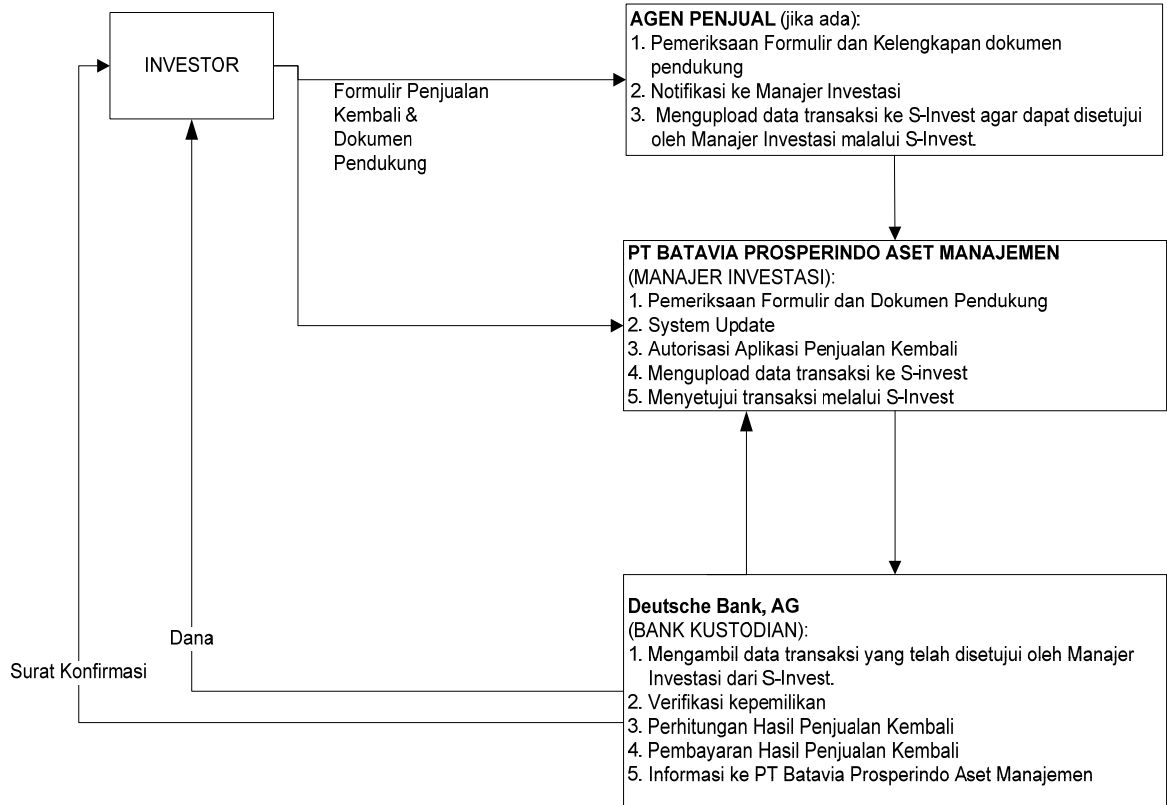 INVESTOR
Formulir Penjualan
Kembali &
Dokumen
Pendukung
AGEN PENJUAL (jika ada):
1. Pemeriksaan Formulir dan Kelengkapan dokumen
pendukung
2. Notifikasi ke Manajer Investasi
3. Mengupload data transaksi ke S-Invest agar dapat disetujui
oleh Manajer Investasi malalui S-Invest.
PT BATAVIA PROSPERINDO ASET MANAJEMEN
(MANAJER INVESTASI):
1. Pemeriksaan Formulir dan Dokumen Pendukung
2. System Update
3. Autorisasi Aplikasi Penjualan Kembali
4. Mengupload data transaksi ke S-invest
5. Menyetujui transaksi melalui S-Invest
Deutsche Bank, AG
(BANK KUSTODIAN):
1. Mengambil data transaksi yang telah disetujui oleh Manajer
Investasi dari S-Invest.
2. Verifikasi kepemilikan
3. Perhitungan Hasil Penjualan Kembali
4. Pembayaran Hasil Penjualan Kembali
5. Informasi ke PT Batavia Prosperindo Aset Manajemen
Dana
Surat Konfirmasi